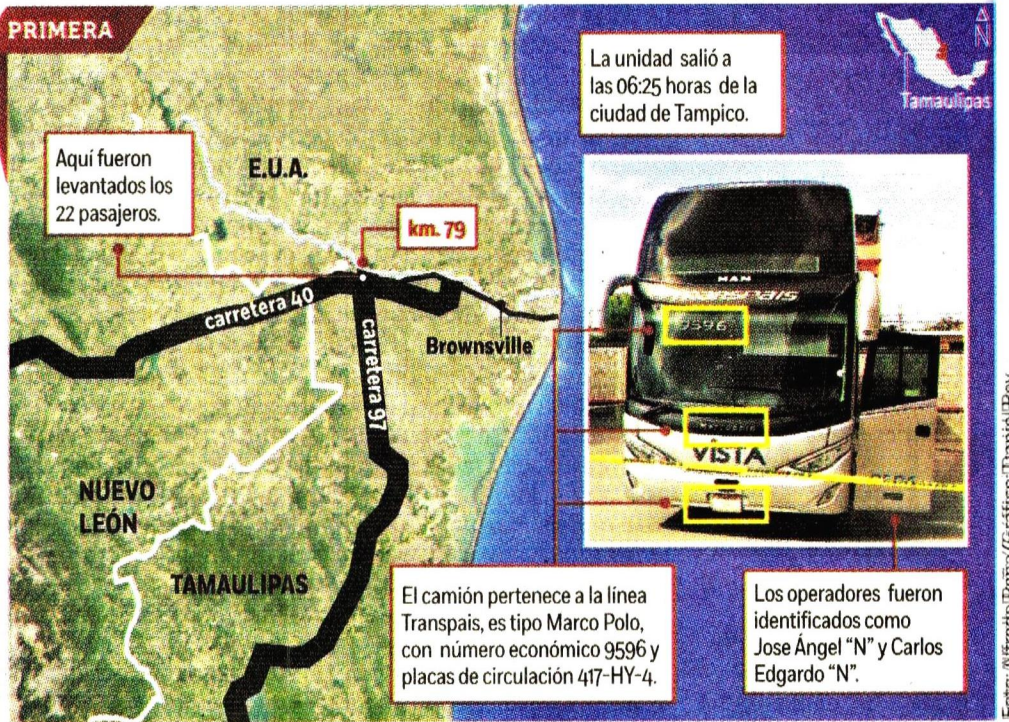 PRIMERA
La unidad salió a
las 06:25 horas de la
ciudad de Tampico.
N
Tamaulipas
Aquí fueron
levantados los
22 pasajeros.
E.U.A.
km. 79
carretera 40
carretera 97
Brownsville
NUEVO
LEÓN
TAMAULIPAS
MAN
9596
VISTA
El camión pertenece a la línea
Transpais, es tipo Marco Polo,
con número económico 9596 y
placas de circulación 417-HY-4.
Los operadores fueron
identificados como
Jose Ángel “N” y Carlos
Edgardo “N”.